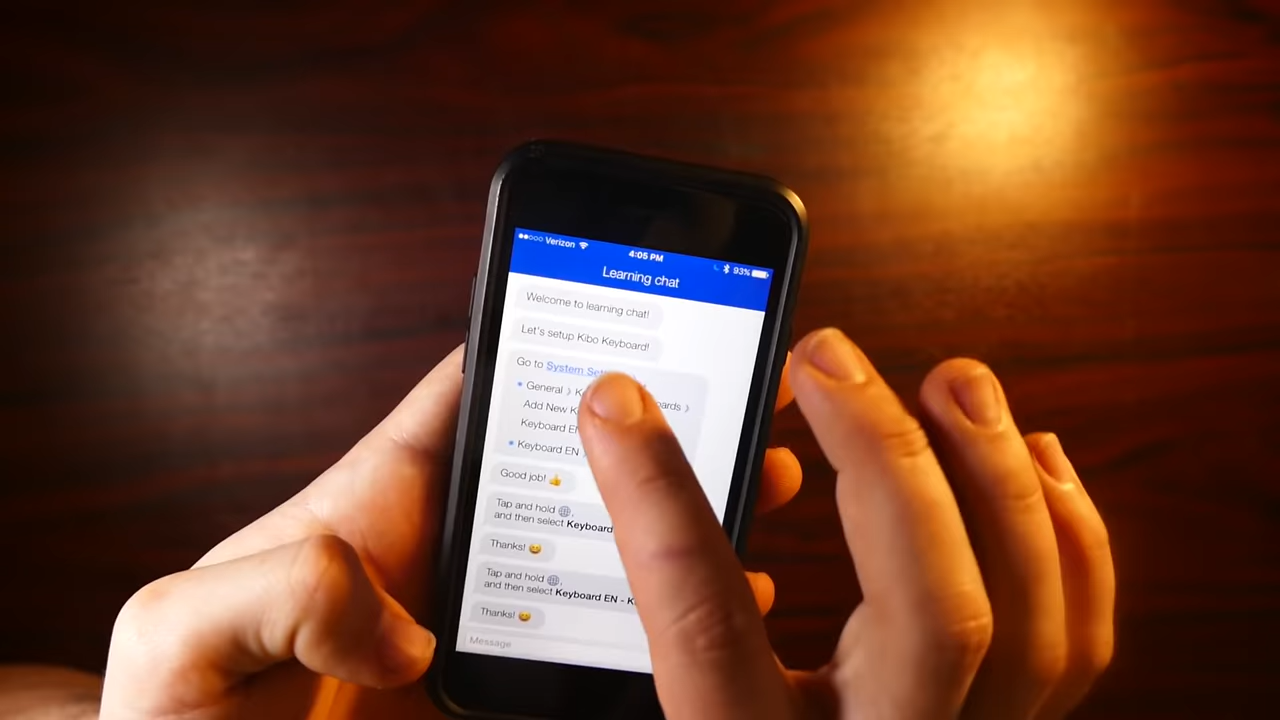 Verizon
4:05 PM
93%
Learning chat
Welcome to learning chat!
Let's setup Kibo Keyboard!
Go to System
General 〉
Add New
Keyboard
Keyboard EN
Good job! 👍
Tap and hold 🌐,
and then select Keyboard
Thanks! 😄
Tap and hold 🌐,
and then select Keyboard EN - 
Thanks! 😄
Message